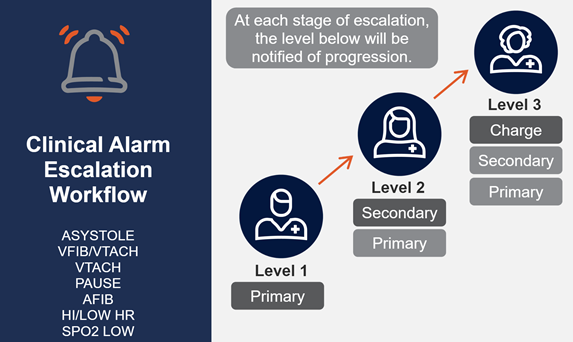 Clinical Alarm
Escalation
Workflow
ASYSTOLE
VFIB/VTACH
VTACH
PAUSE
AFIB
HI/LOW HR
SPO2 LOW
At each stage of escalation,
the level below will be
notified of progression.
Level 1
Primary
Level 2
Secondary
Primary
Level 3
Charge
Secondary
Primary